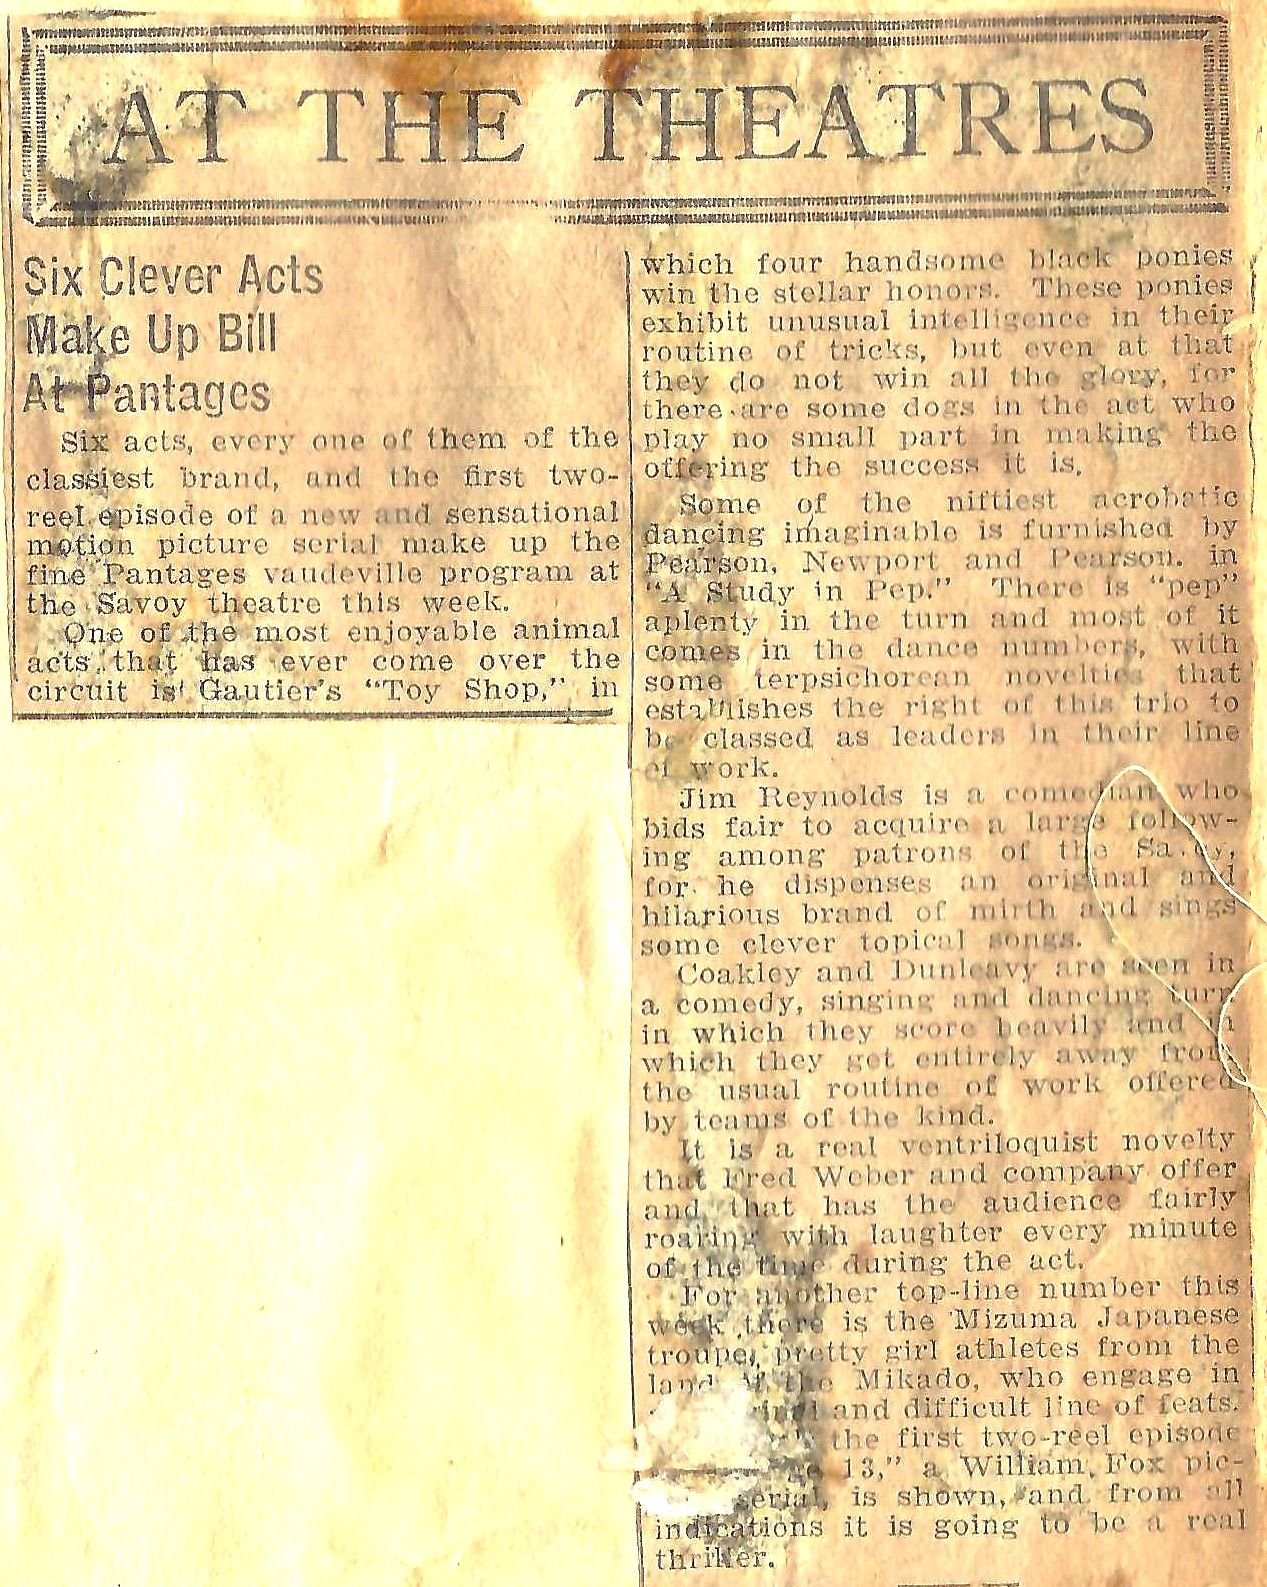 AT THE THEATRES
Six Clever Acts
Make Up Bill
At Pantages
Six acts, every one of them of the
classiest brand, and the first two-
reel episode of a new and sensational
motion picture serial make up the
fine Pantages vaudeville program at
the Savoy theatre this week.
One of the most enjoyable animal
acts that has ever come over the
circuit is Gautier's "Toy Shop," in
which four handsome black ponies
win the stellar honors. These ponies
exhibit unusual intelligence in their
routine of tricks, but even at that
they do not win all the glory, for
there are some dogs in the act who
play no small part in making the
offering the success it is.
Some of the niftiest acrobatic
dancing imaginable is furnished by
Pearson, Newport and Pearson. in
"A Study in Pep." There is "pep"
aplenty in the turn and most of it
comes in the dance numbers, with
some terpsichorean novelties that
establishes the right of this trio to
be classed as leaders in their line
of work.
Jim Reynolds is a comedian who
bids fair to acquire a large follow-
ing among patrons of the Savoy,
for he dispenses an original and
hilarious brand of mirth and sings
some clever topical songs.
Coakley and Dunleavy are seen in
a comedy, singing and dancing turn
in which they score heavily and in
which they get entirely away from
the usual routine of work offered
by teams of the kind.
It is a real ventriloquist novelty
that Fred Weber and company offer
and that has the audience fairly
roaring with laughter every minute
of the time during the act.
For another top-line number this
week there is the Mizuma Japanese
troupe, pretty girl athletes from the
land of the Mikado, who engage in
and difficult line of feats.
the first two-reel episode
13," a William Fox pic-
serial, is shown, and from all
indications it is going to be a real
thriller.